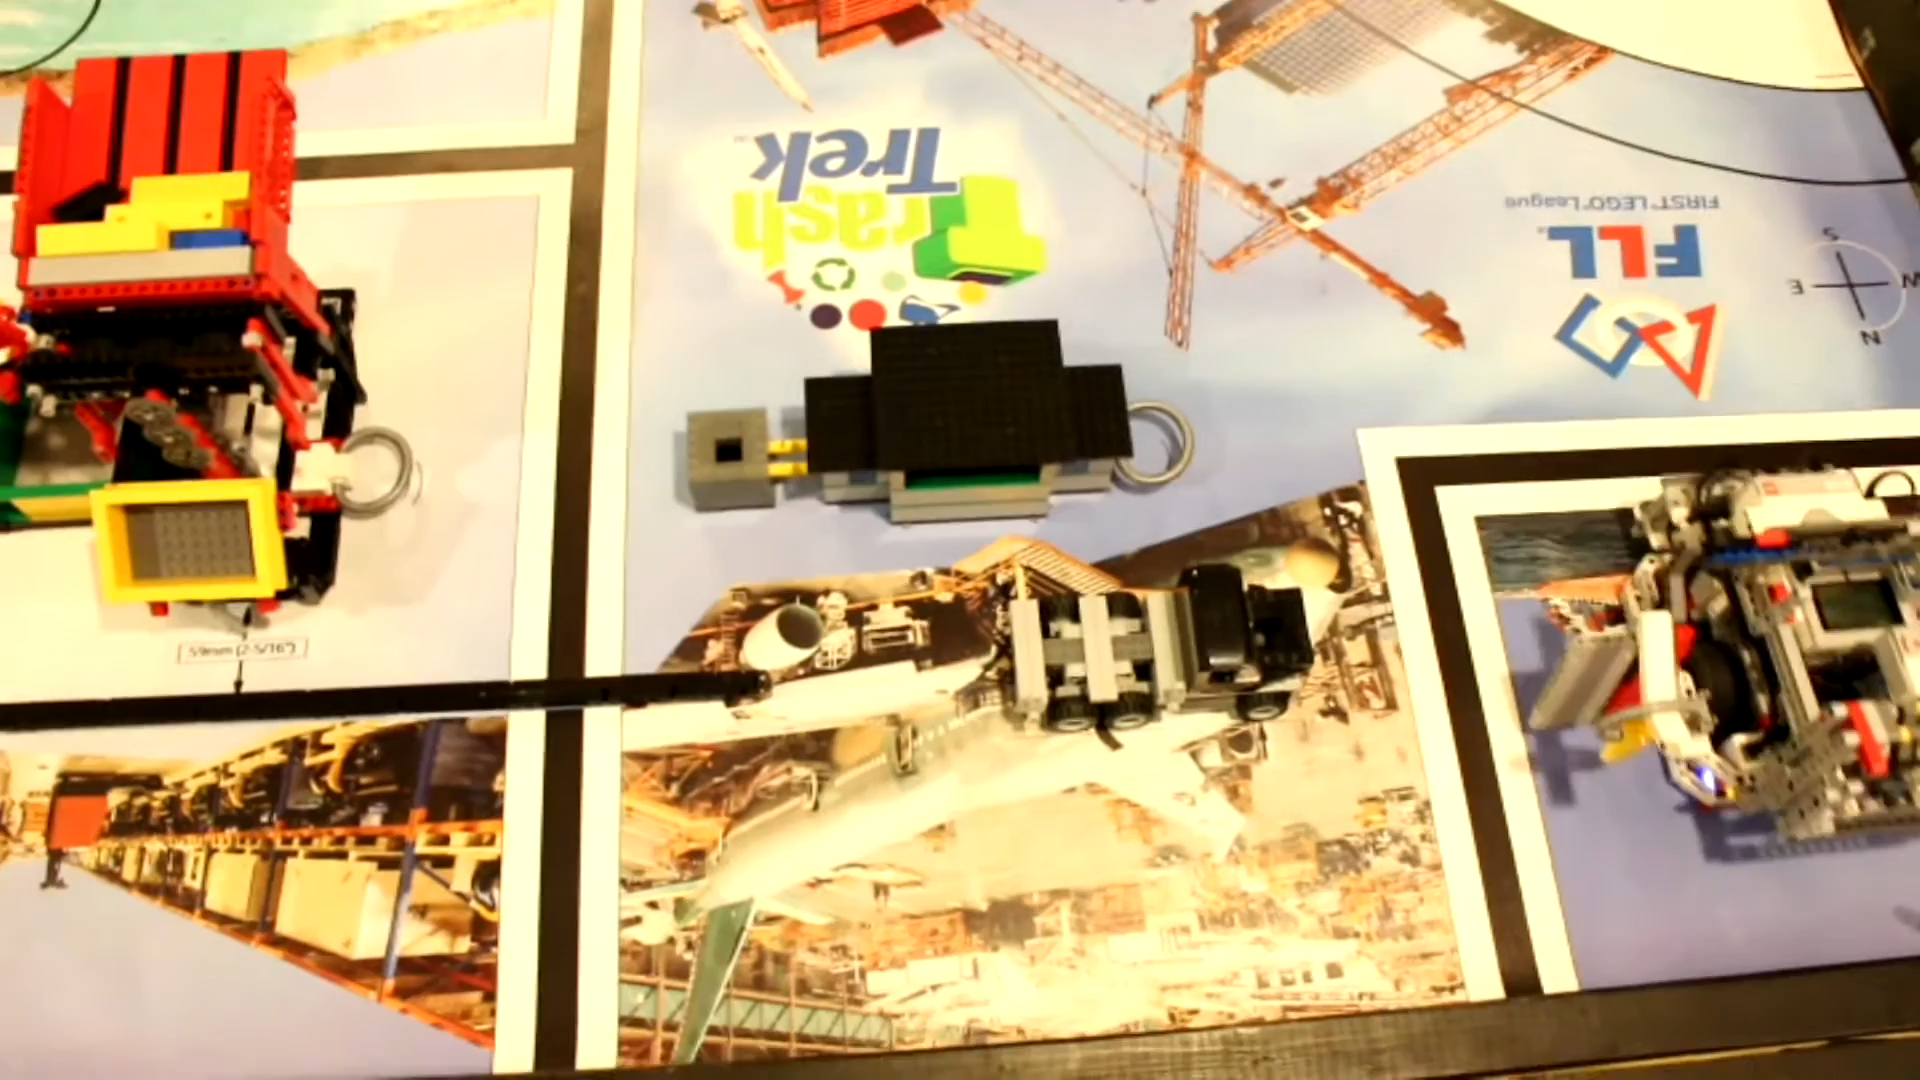 Trash
Trek
FIRST LEGO League
FLL
S
E
W
N
59mm (2-5/16")